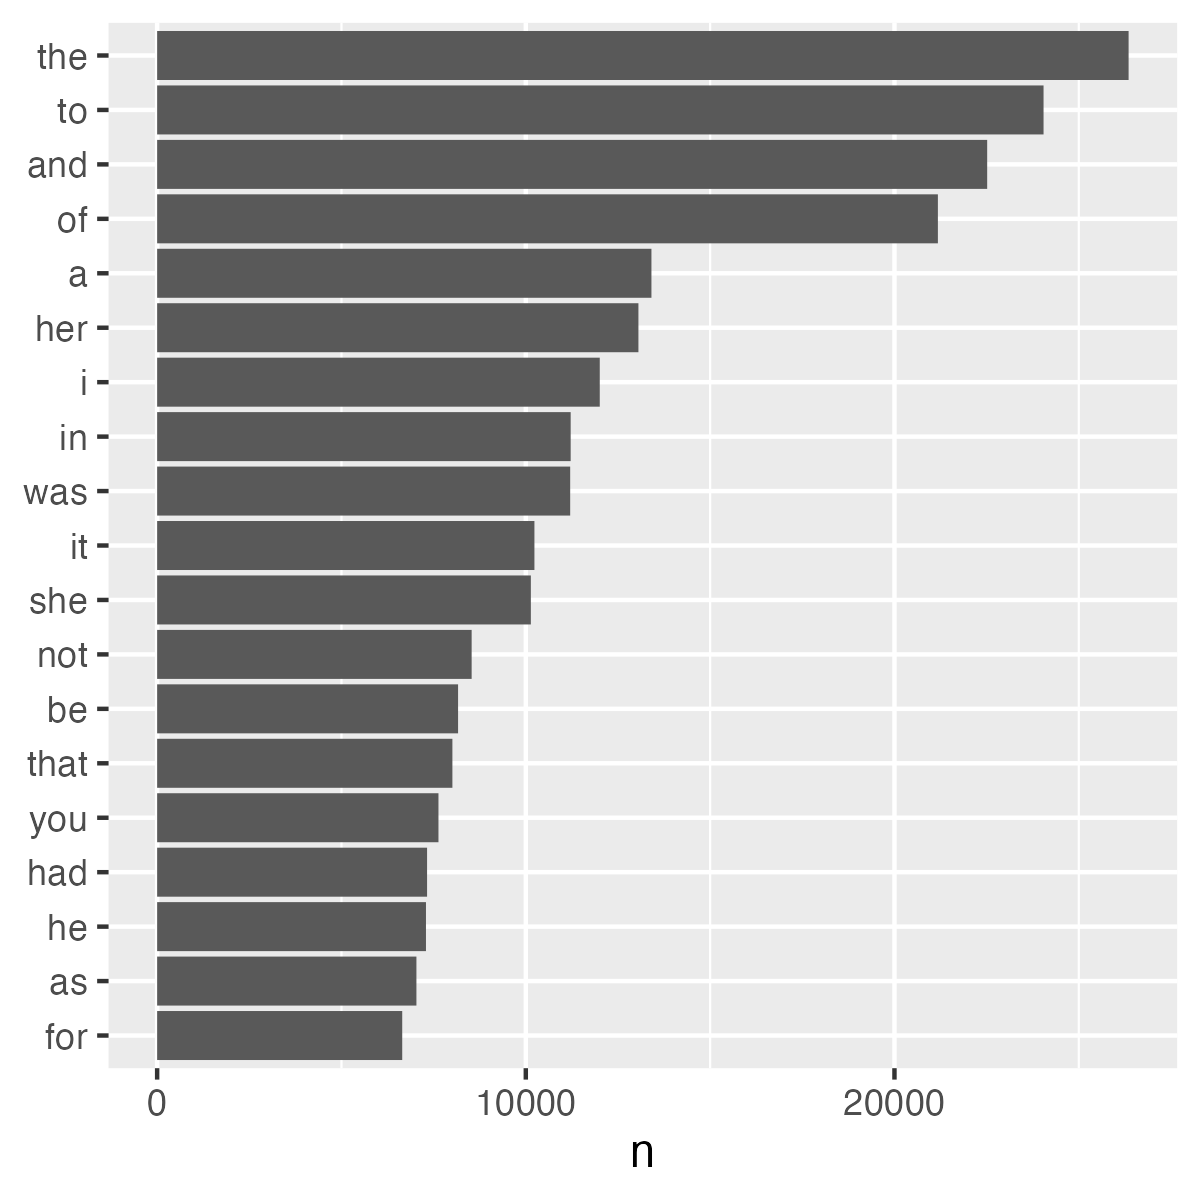 the
to
and
of
a
her
i
in
was
it
she
not
be
that
you
had
he
as
for
0 10000 20000
n